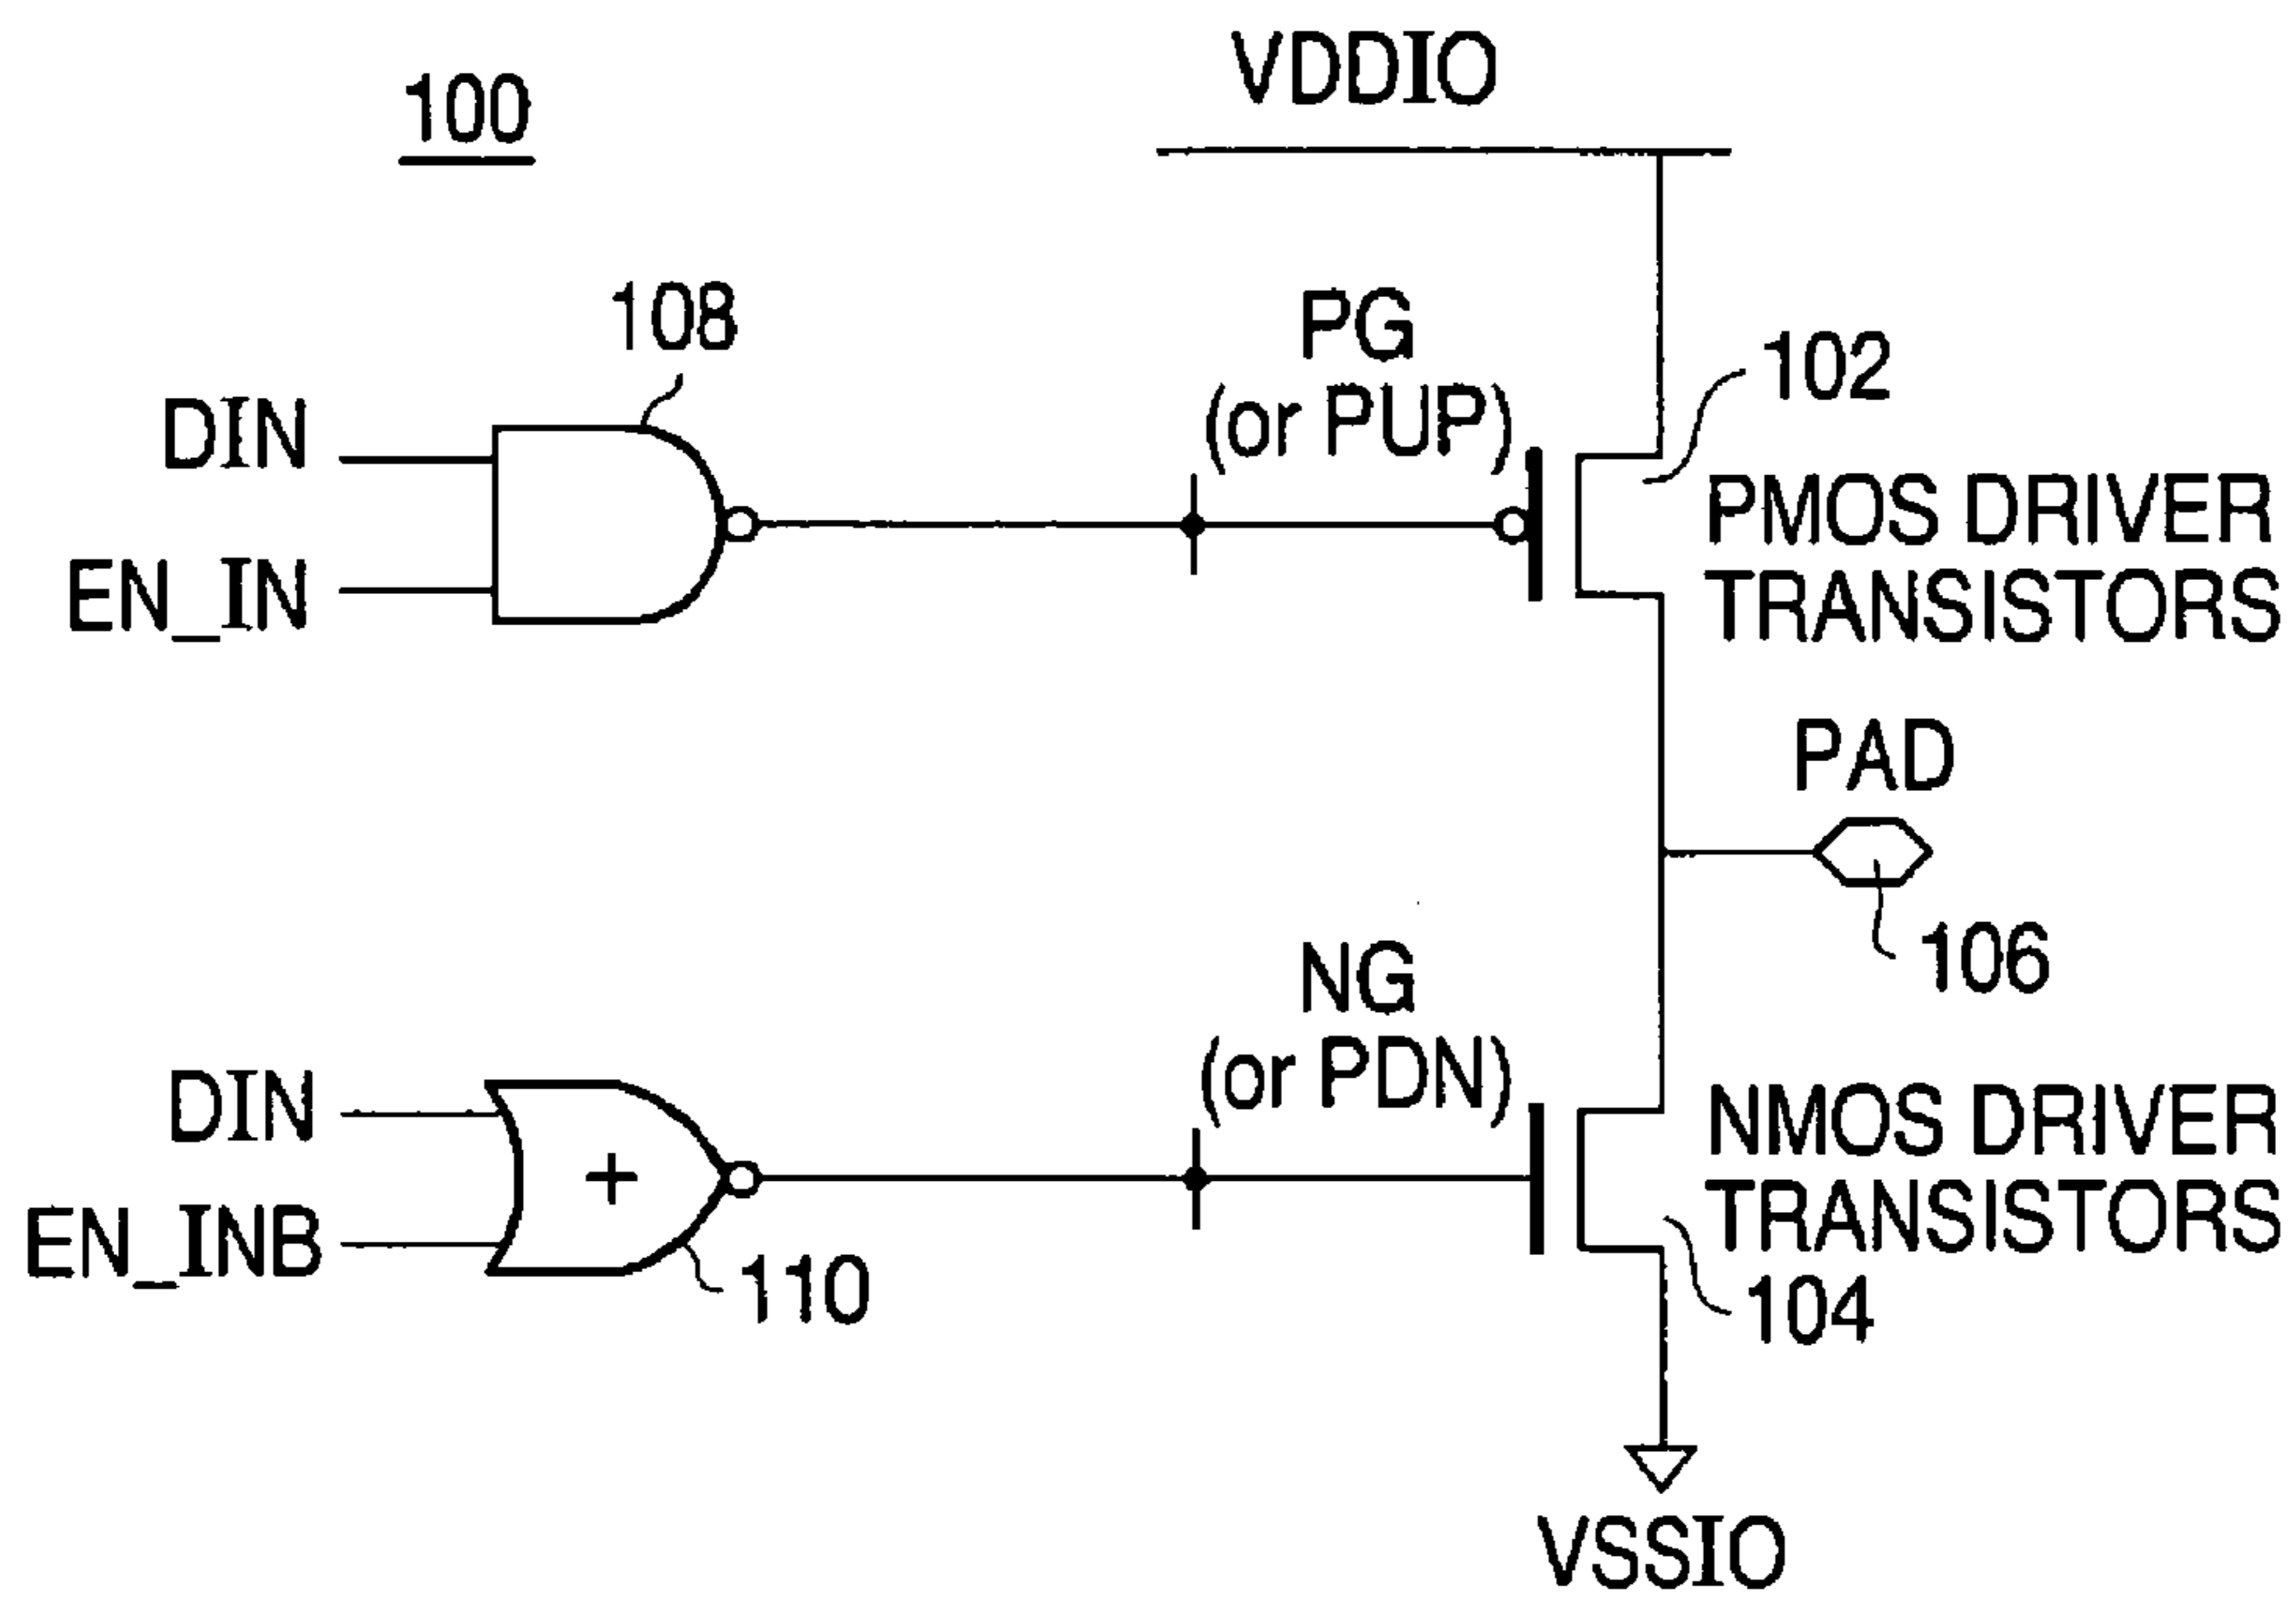 100
VDDIO
108
PG
(or PUP)
102
DIN
EN_IN
PMOS DRIVER
TRANSISTORS
PAD
106
NG
(or PDN)
DIN
EN_INB
+
110
NMOS DRIVER
TRANSISTORS
104
VSSIO